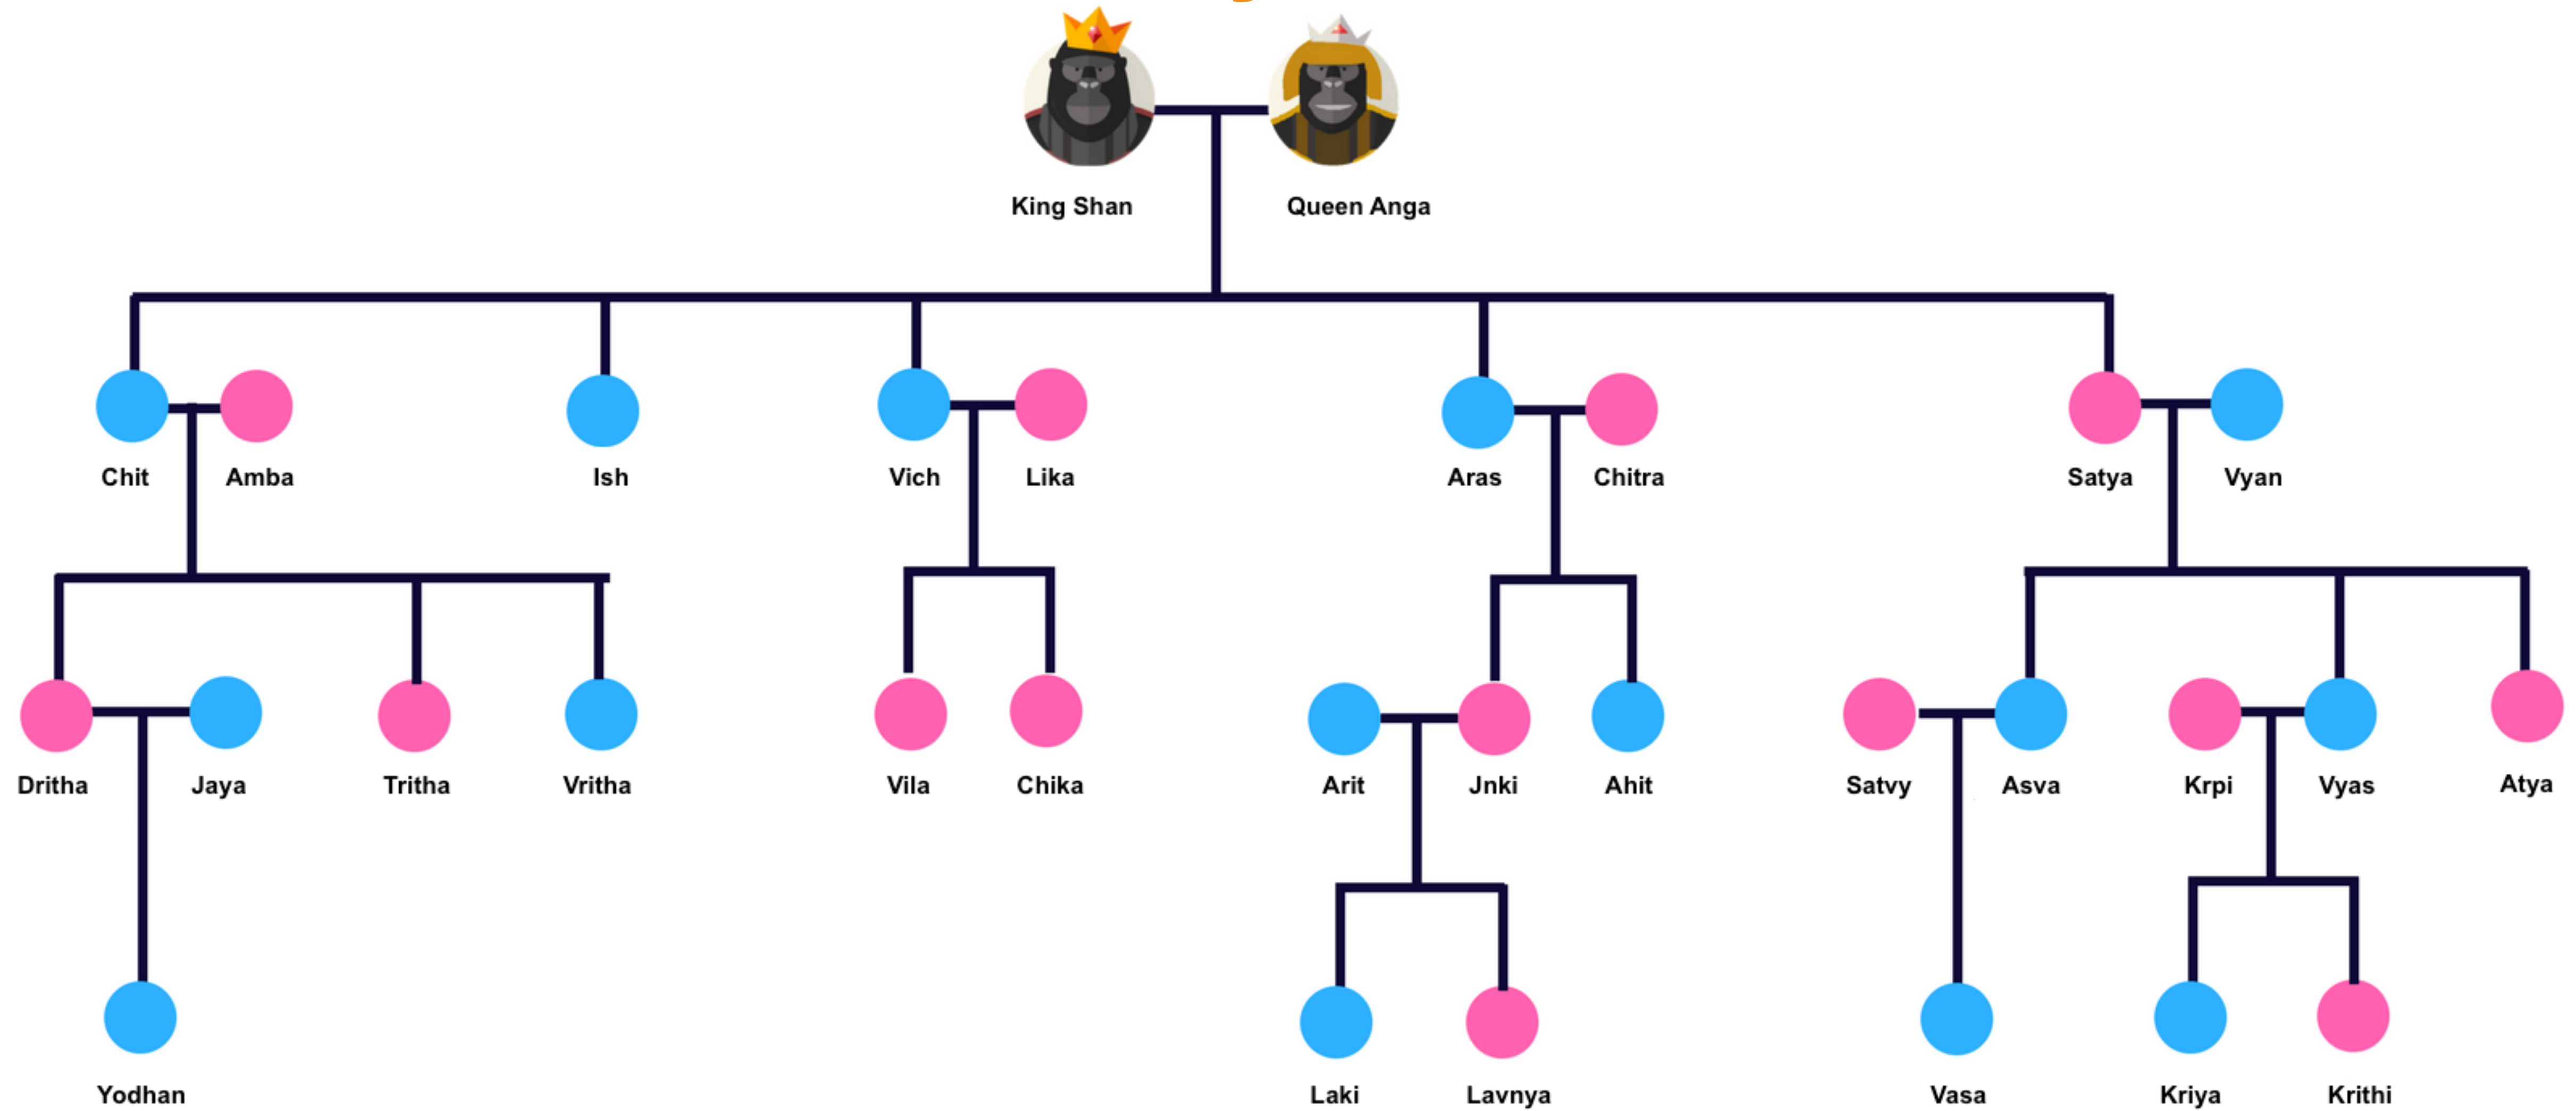 King Shan
Queen Anga
Chit
Amba
Ish
Vich
Lika
Aras
Chitra
Satya
Vyan
Dritha
Jaya
Tritha
Vritha
Vila
Chika
Arit
Jnki
Ahit
Satvy
Asva
Krpi
Vyas
Atya
Yodhan
Laki
Lavnya
Vasa
Kriya
Krithi